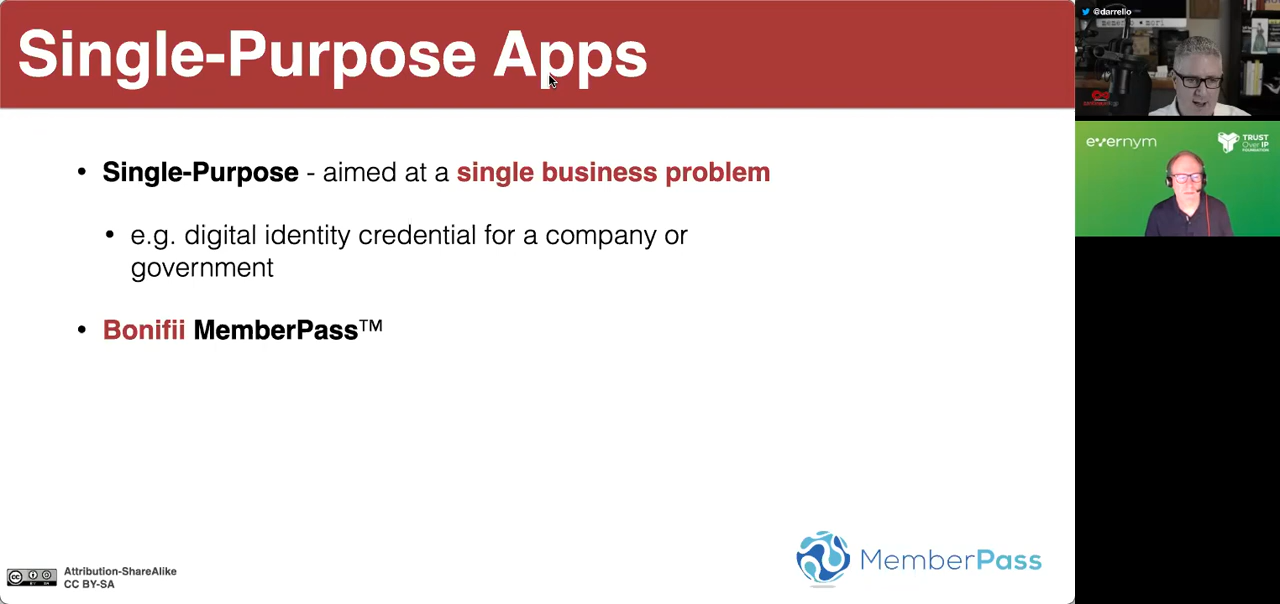 Single-Purpose Apps
• Single-Purpose - aimed at a single business problem
• e.g. digital identity credential for a company or
government
• Bonifii MemberPass™
Attribution-ShareAlike
CC BY-SA
MemberPass
@darrello
evernym
TRUST
Over IP
FOUNDATION